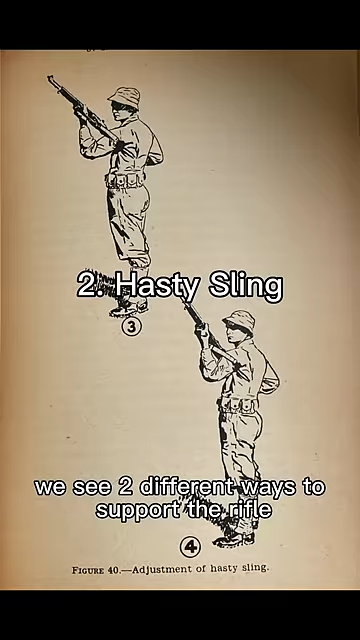 2. Hasty Sling
3
we see 2 different ways to
support the rifle
4
FIGURE 40.—Adjustment of hasty sling.